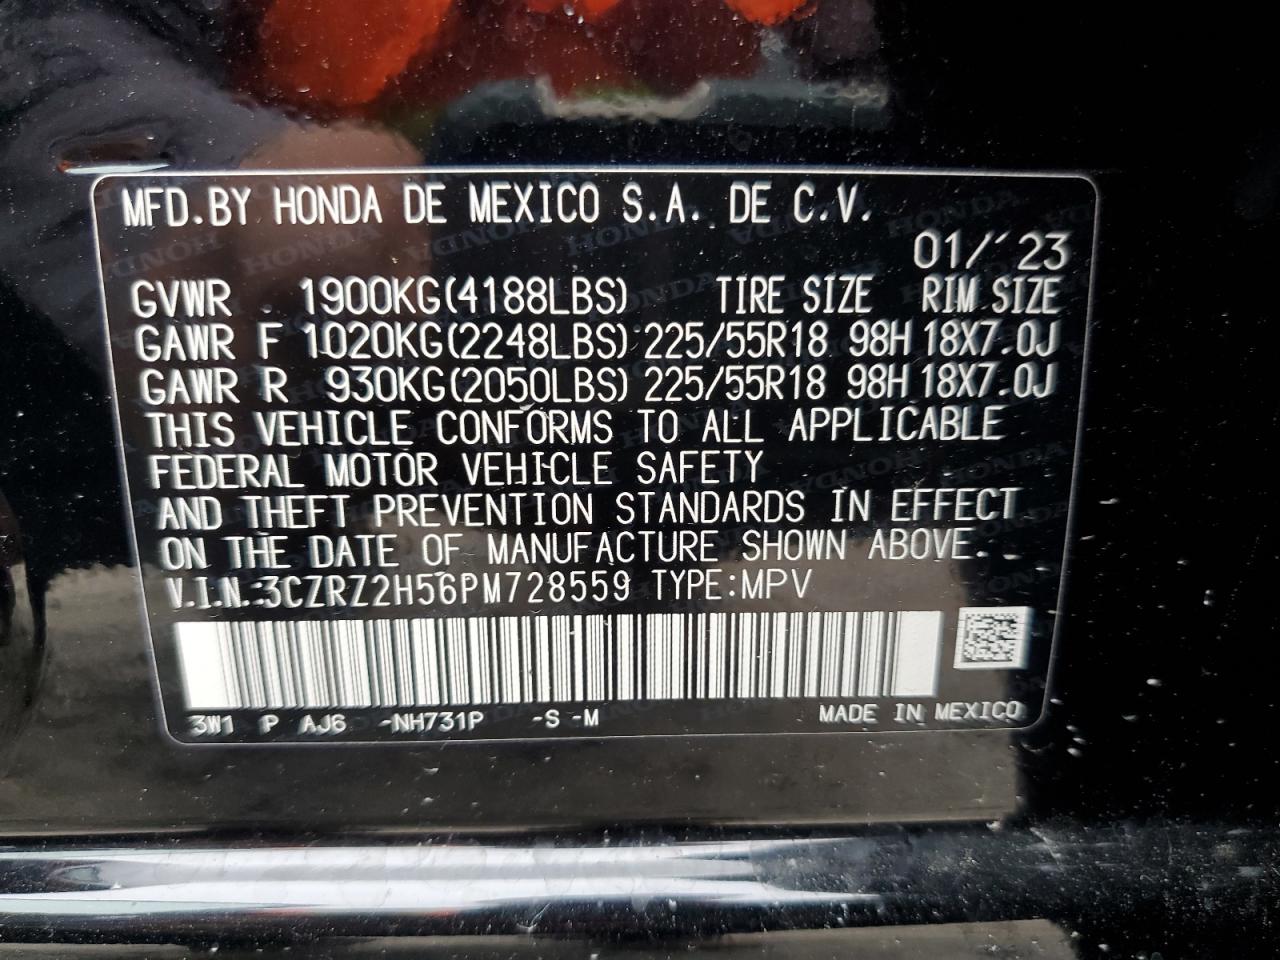 MFD.BY HONDA DE MEXICO S.A. DE C.V.
01/'23
GVWR 1900KG(4188LBS) TIRE SIZE RIM SIZE
GAWR F 1020KG(2248LBS) 225/55R18 98H 18X7.0J
GAWR R 930KG(2050LBS) 225/55R18 98H 18X7.0J
THIS VEHICLE CONFORMS TO ALL APPLICABLE
FEDERAL MOTOR VEHICLE SAFETY
AND THEFT PREVENTION STANDARDS IN EFFECT
ON THE DATE OF MANUFACTURE SHOWN ABOVE.
V.I.N.:3CZRZ2H56PM728559 TYPE:MPV
3W1 P AJ6 -NH731P -S -M MADE IN MEXICO